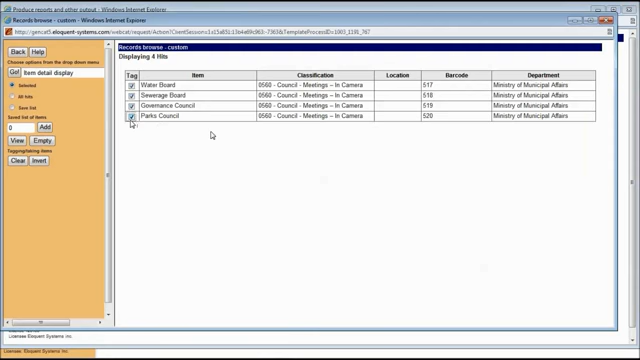 Produce reports and other output - Windows Internet Explorer
Records browse - custom - Windows Internet Explorer
Records browse - custom
Displaying 4 Hits
Back Help
Choose options from the drop down menu
Go! Item detail display
Selected
All hits
Save list
Saved list of items
0 Add
View Empty
Tagging/taking items
Clear Invert
Tag Item Classification Location Barcode Department
Water Board 0560 - Council - Meetings – In Camera 517 Ministry of Municipal Affairs
Sewerage Board 0560 - Council - Meetings – In Camera 518 Ministry of Municipal Affairs
Governance Council 0560 - Council - Meetings – In Camera 519 Ministry of Municipal Affairs
Parks Council 0560 - Council - Meetings – In Camera 520 Ministry of Municipal Affairs
Licensee Eloquent Systems Inc
Licensee Eloquent Systems Inc.